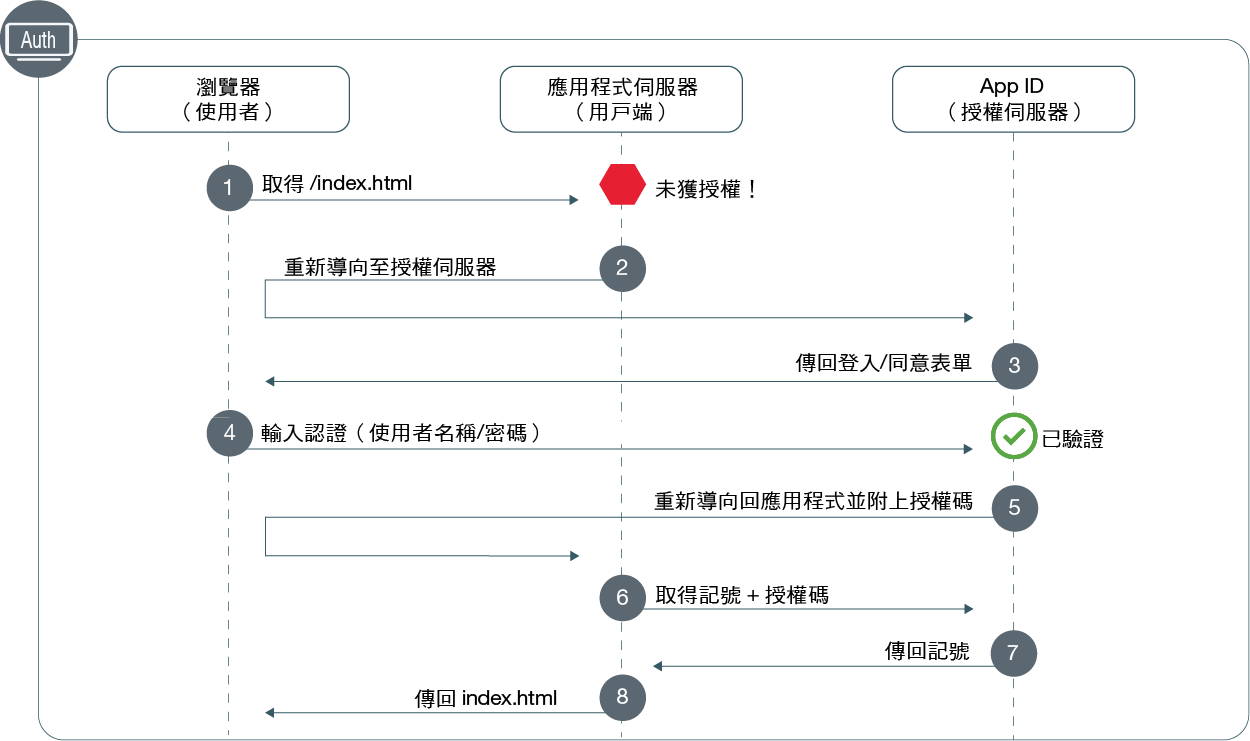 Auth
瀏覽器
（使用者）
應用程式伺服器
（用戶端）
App ID
（授權伺服器）
1
取得 /index.html
未獲授權！
重新導向至授權伺服器
2
傳回登入/同意表單
3
4
輸入認證（使用者名稱/密碼）
已驗證
重新導向回應用程式並附上授權碼
5
6
取得記號 + 授權碼
傳回記號
7
傳回 index.html
8